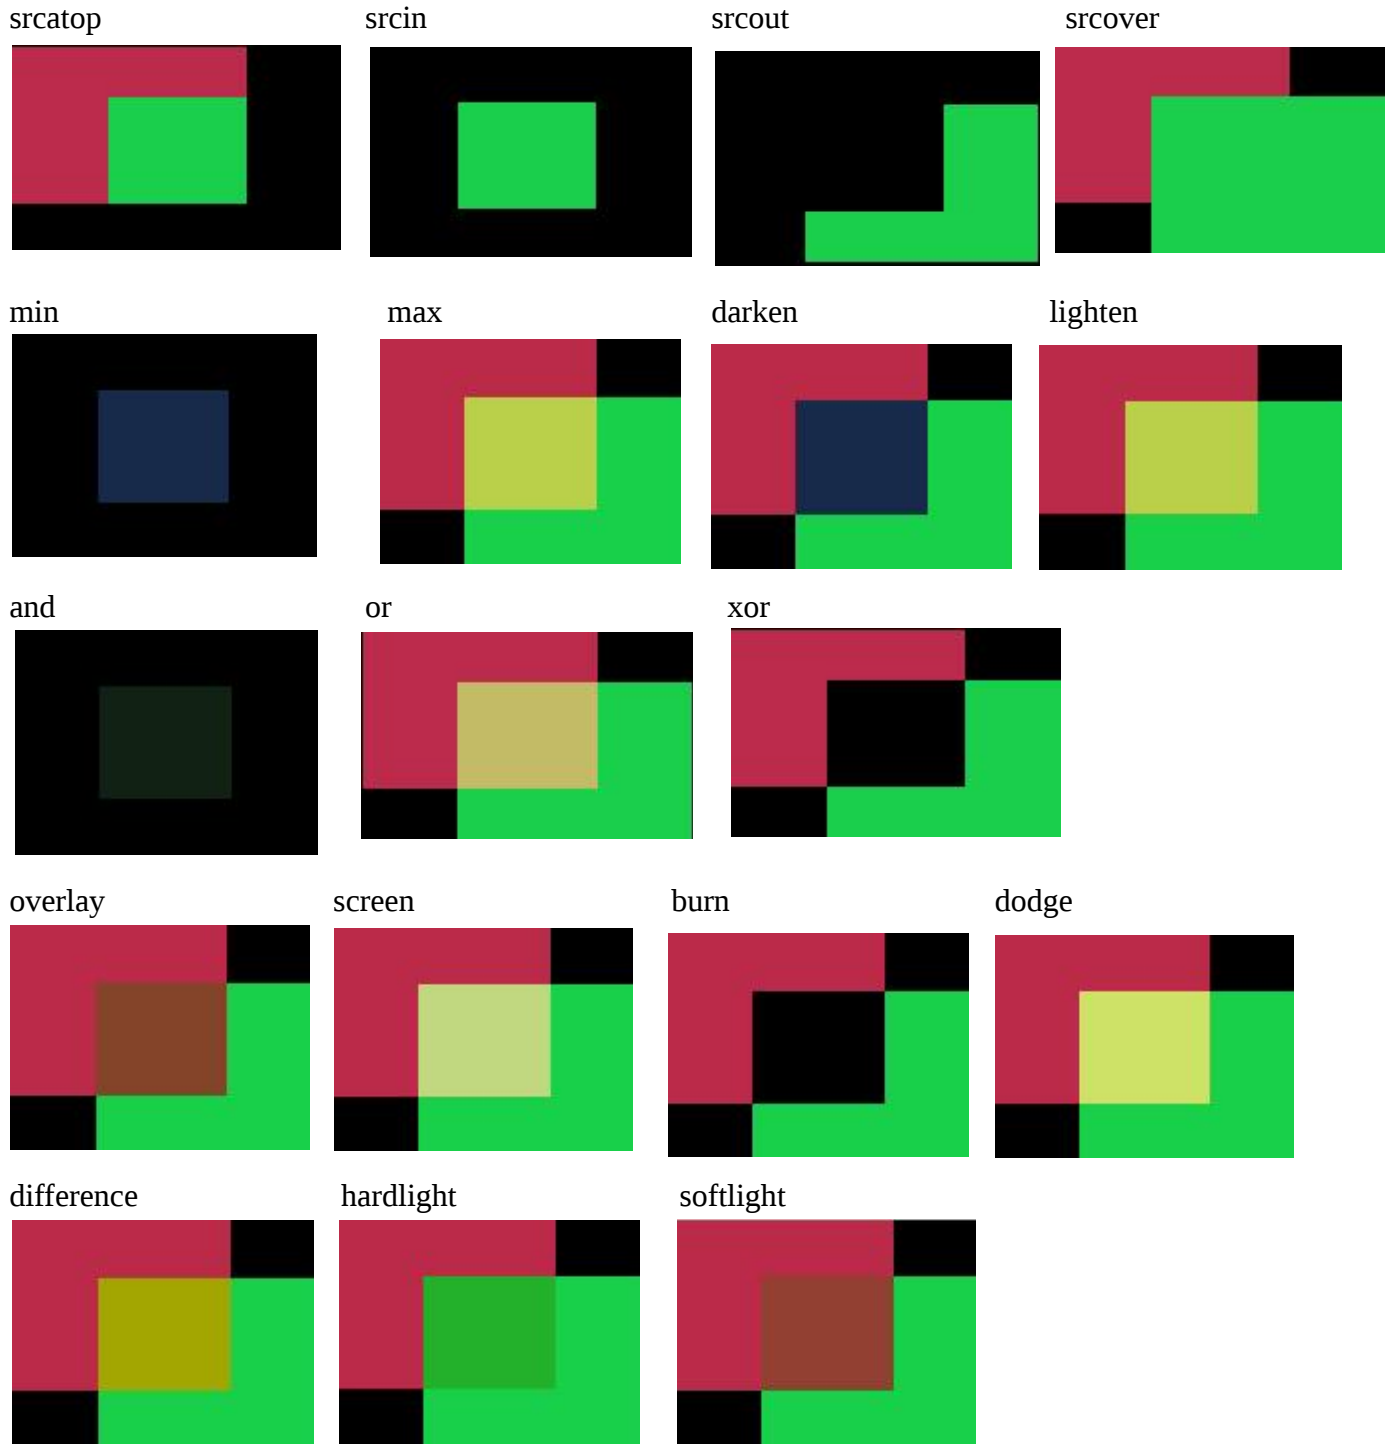 srcatop srcin srcout srcover
min max darken lighten
and or xor
overlay screen burn dodge
difference hardlight softlight